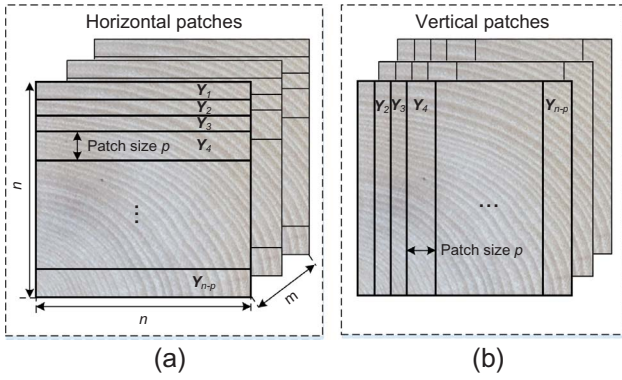 Horizontal patches
Y1
Y2
Y3
Patch size p
Y4
n
...
Yn-p
n
m
(a)
Vertical patches
Y2 Y3 Y4 Yn-p
...
Patch size p
(b)